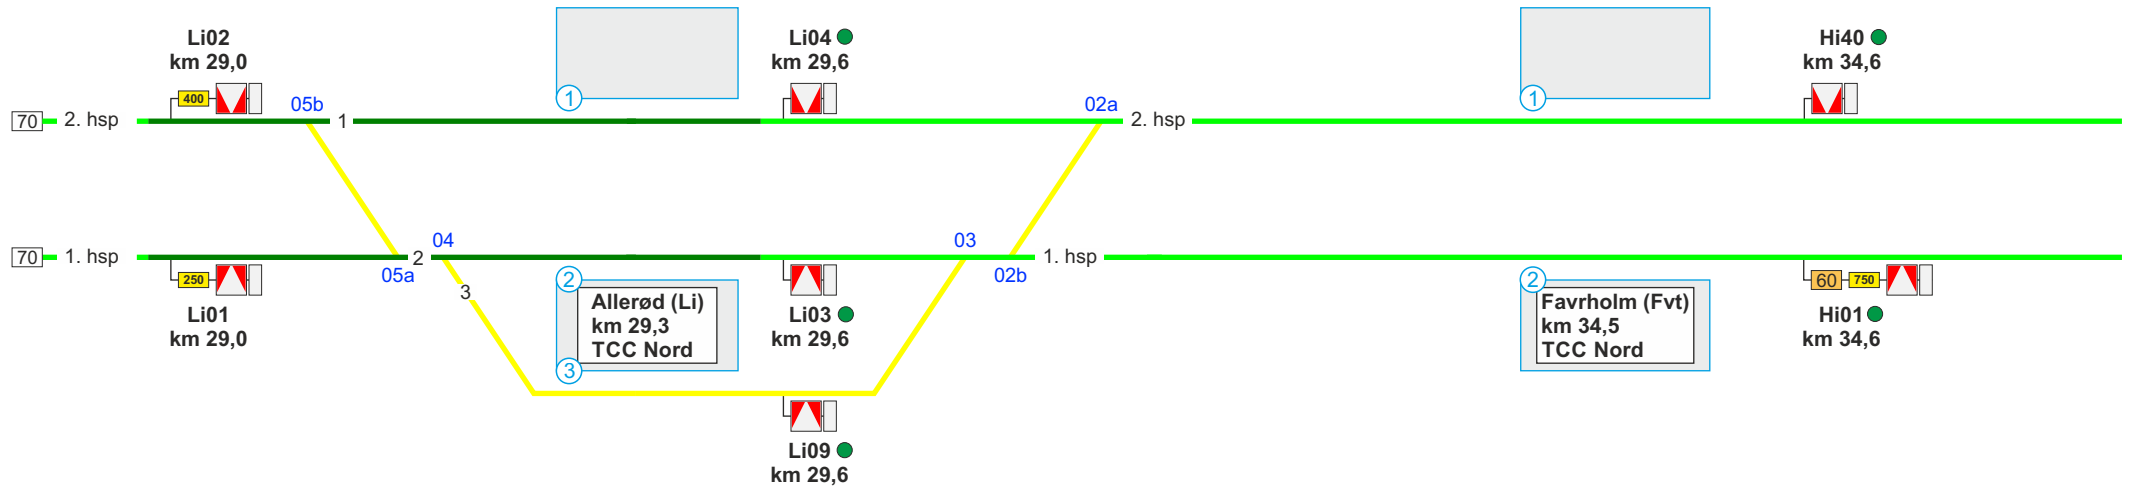 Li02
km 29,0
400
05b
70
2. hsp
1
1
Li04
km 29,6
02a
2. hsp
1
Hi40
km 34,6
70
1. hsp
250
Li01
km 29,0
05a
2
04
3
2
Allerød (Li)
km 29,3
TCC Nord
3
Li03
km 29,6
03
02b
1. hsp
2
Favrholm (Fvt)
km 34,5
TCC Nord
60
750
Hi01
km 34,6
Li09
km 29,6